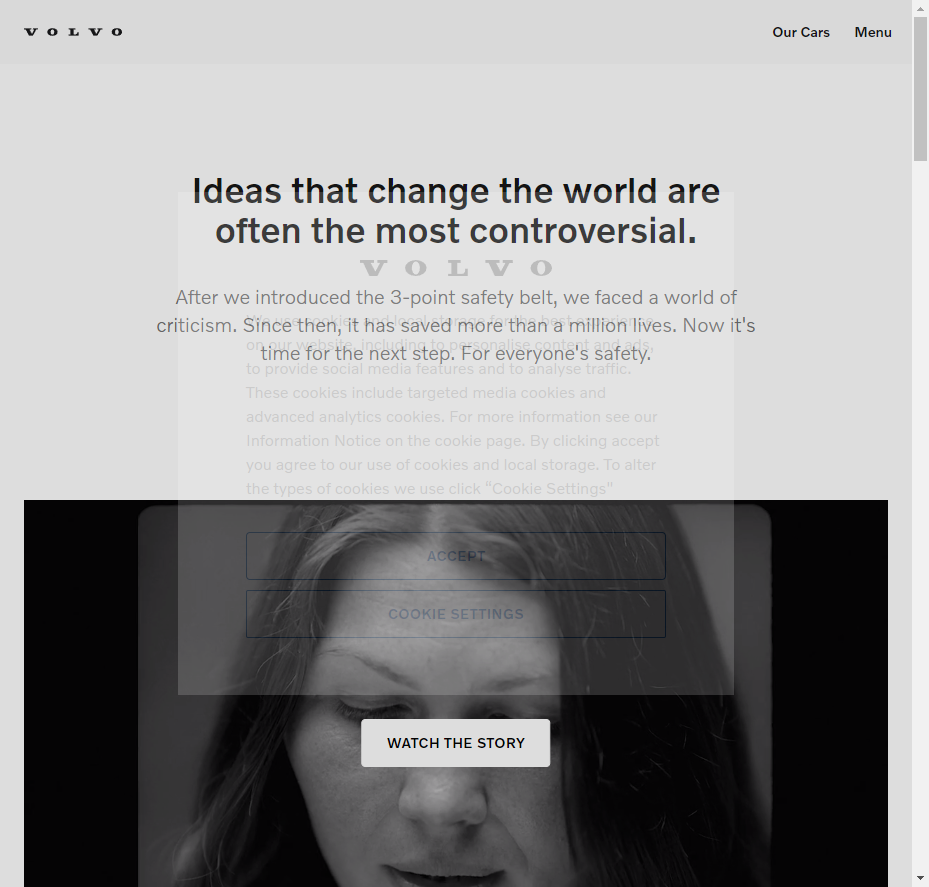 VOLVO
Our Cars
Menu
Ideas that change the world are
often the most controversial.
VOLVO
After we introduced the 3-point safety belt, we faced a world of
criticism. Since then, it has saved more than a million lives. Now it's
time for the next step. For everyone's safety.
We use cookies and local storage for the best experience
on our website, including to personalise content and ads,
to provide social media features and to analyse traffic.
These cookies include targeted media cookies and
advanced analytics cookies. For more information see our
Information Notice on the cookie page. By clicking accept
you agree to our use of cookies and local storage. To alter
the types of cookies we use click “Cookie Settings”
ACCEPT
COOKIE SETTINGS
WATCH THE STORY